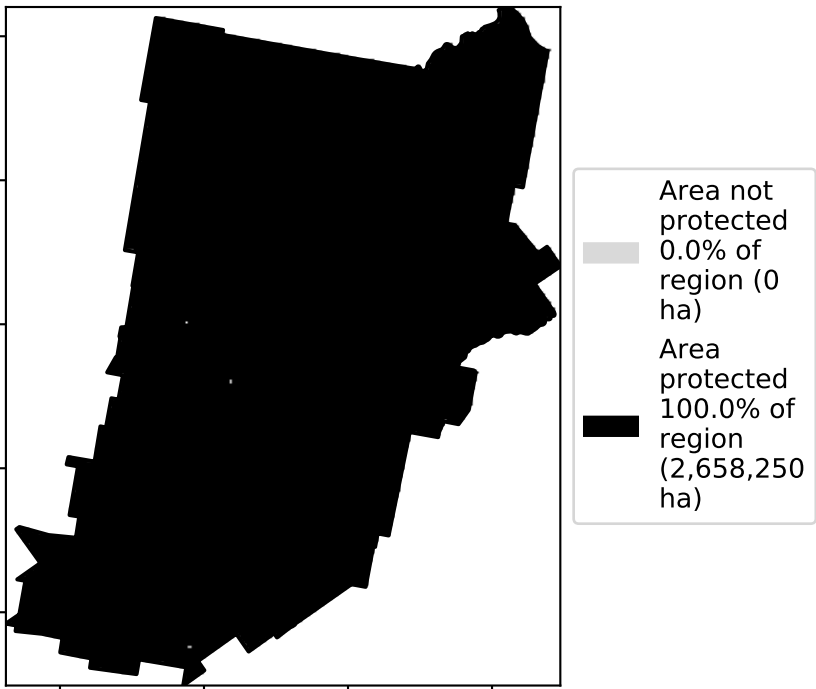 Area not
protected
0.0% of
region (0
ha)
Area
protected
100.0% of
region
(2,658,250
ha)